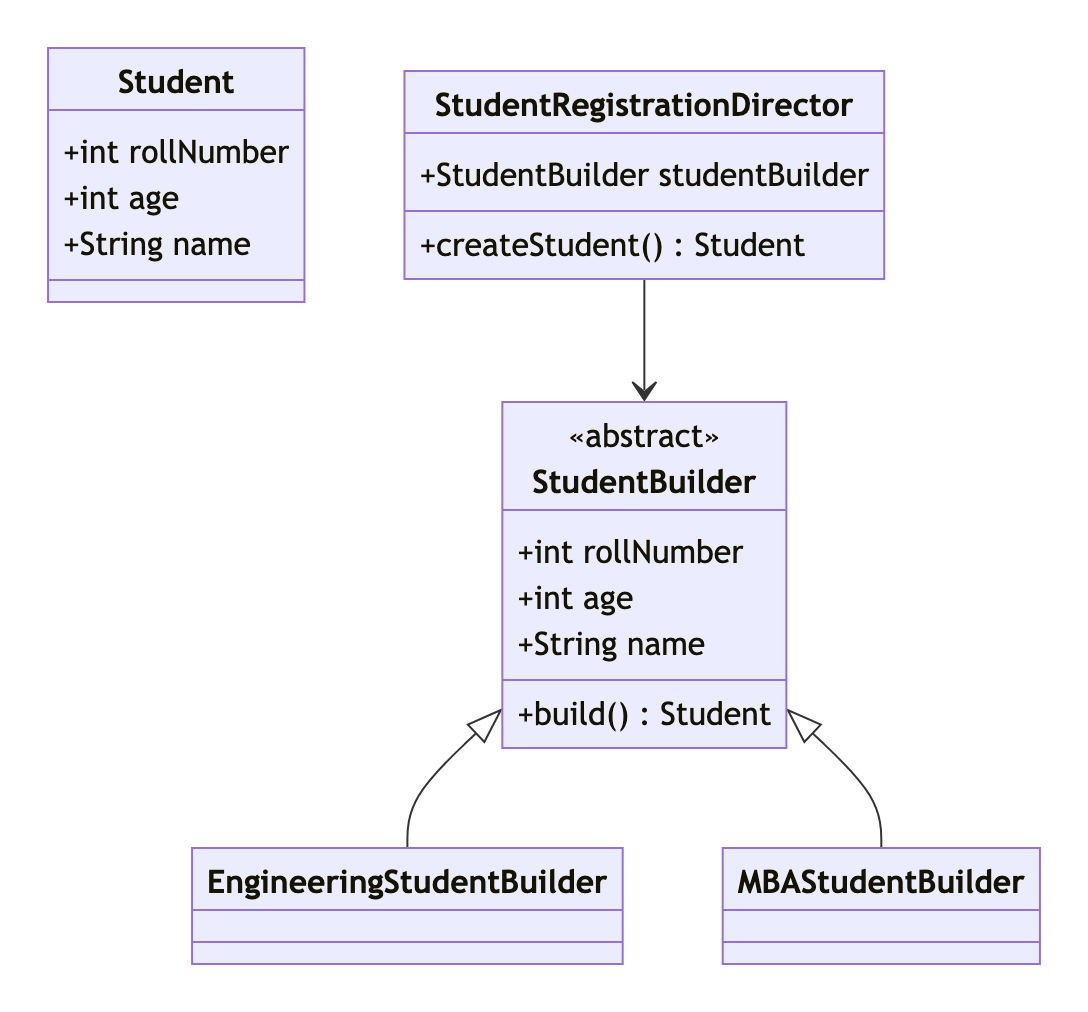 Student
+int rollNumber
+int age
+String name
StudentRegistrationDirector
+StudentBuilder studentBuilder
+createStudent() : Student
«abstract»
StudentBuilder
+int rollNumber
+int age
+String name
+build() : Student
EngineeringStudentBuilder
MBAStudentBuilder